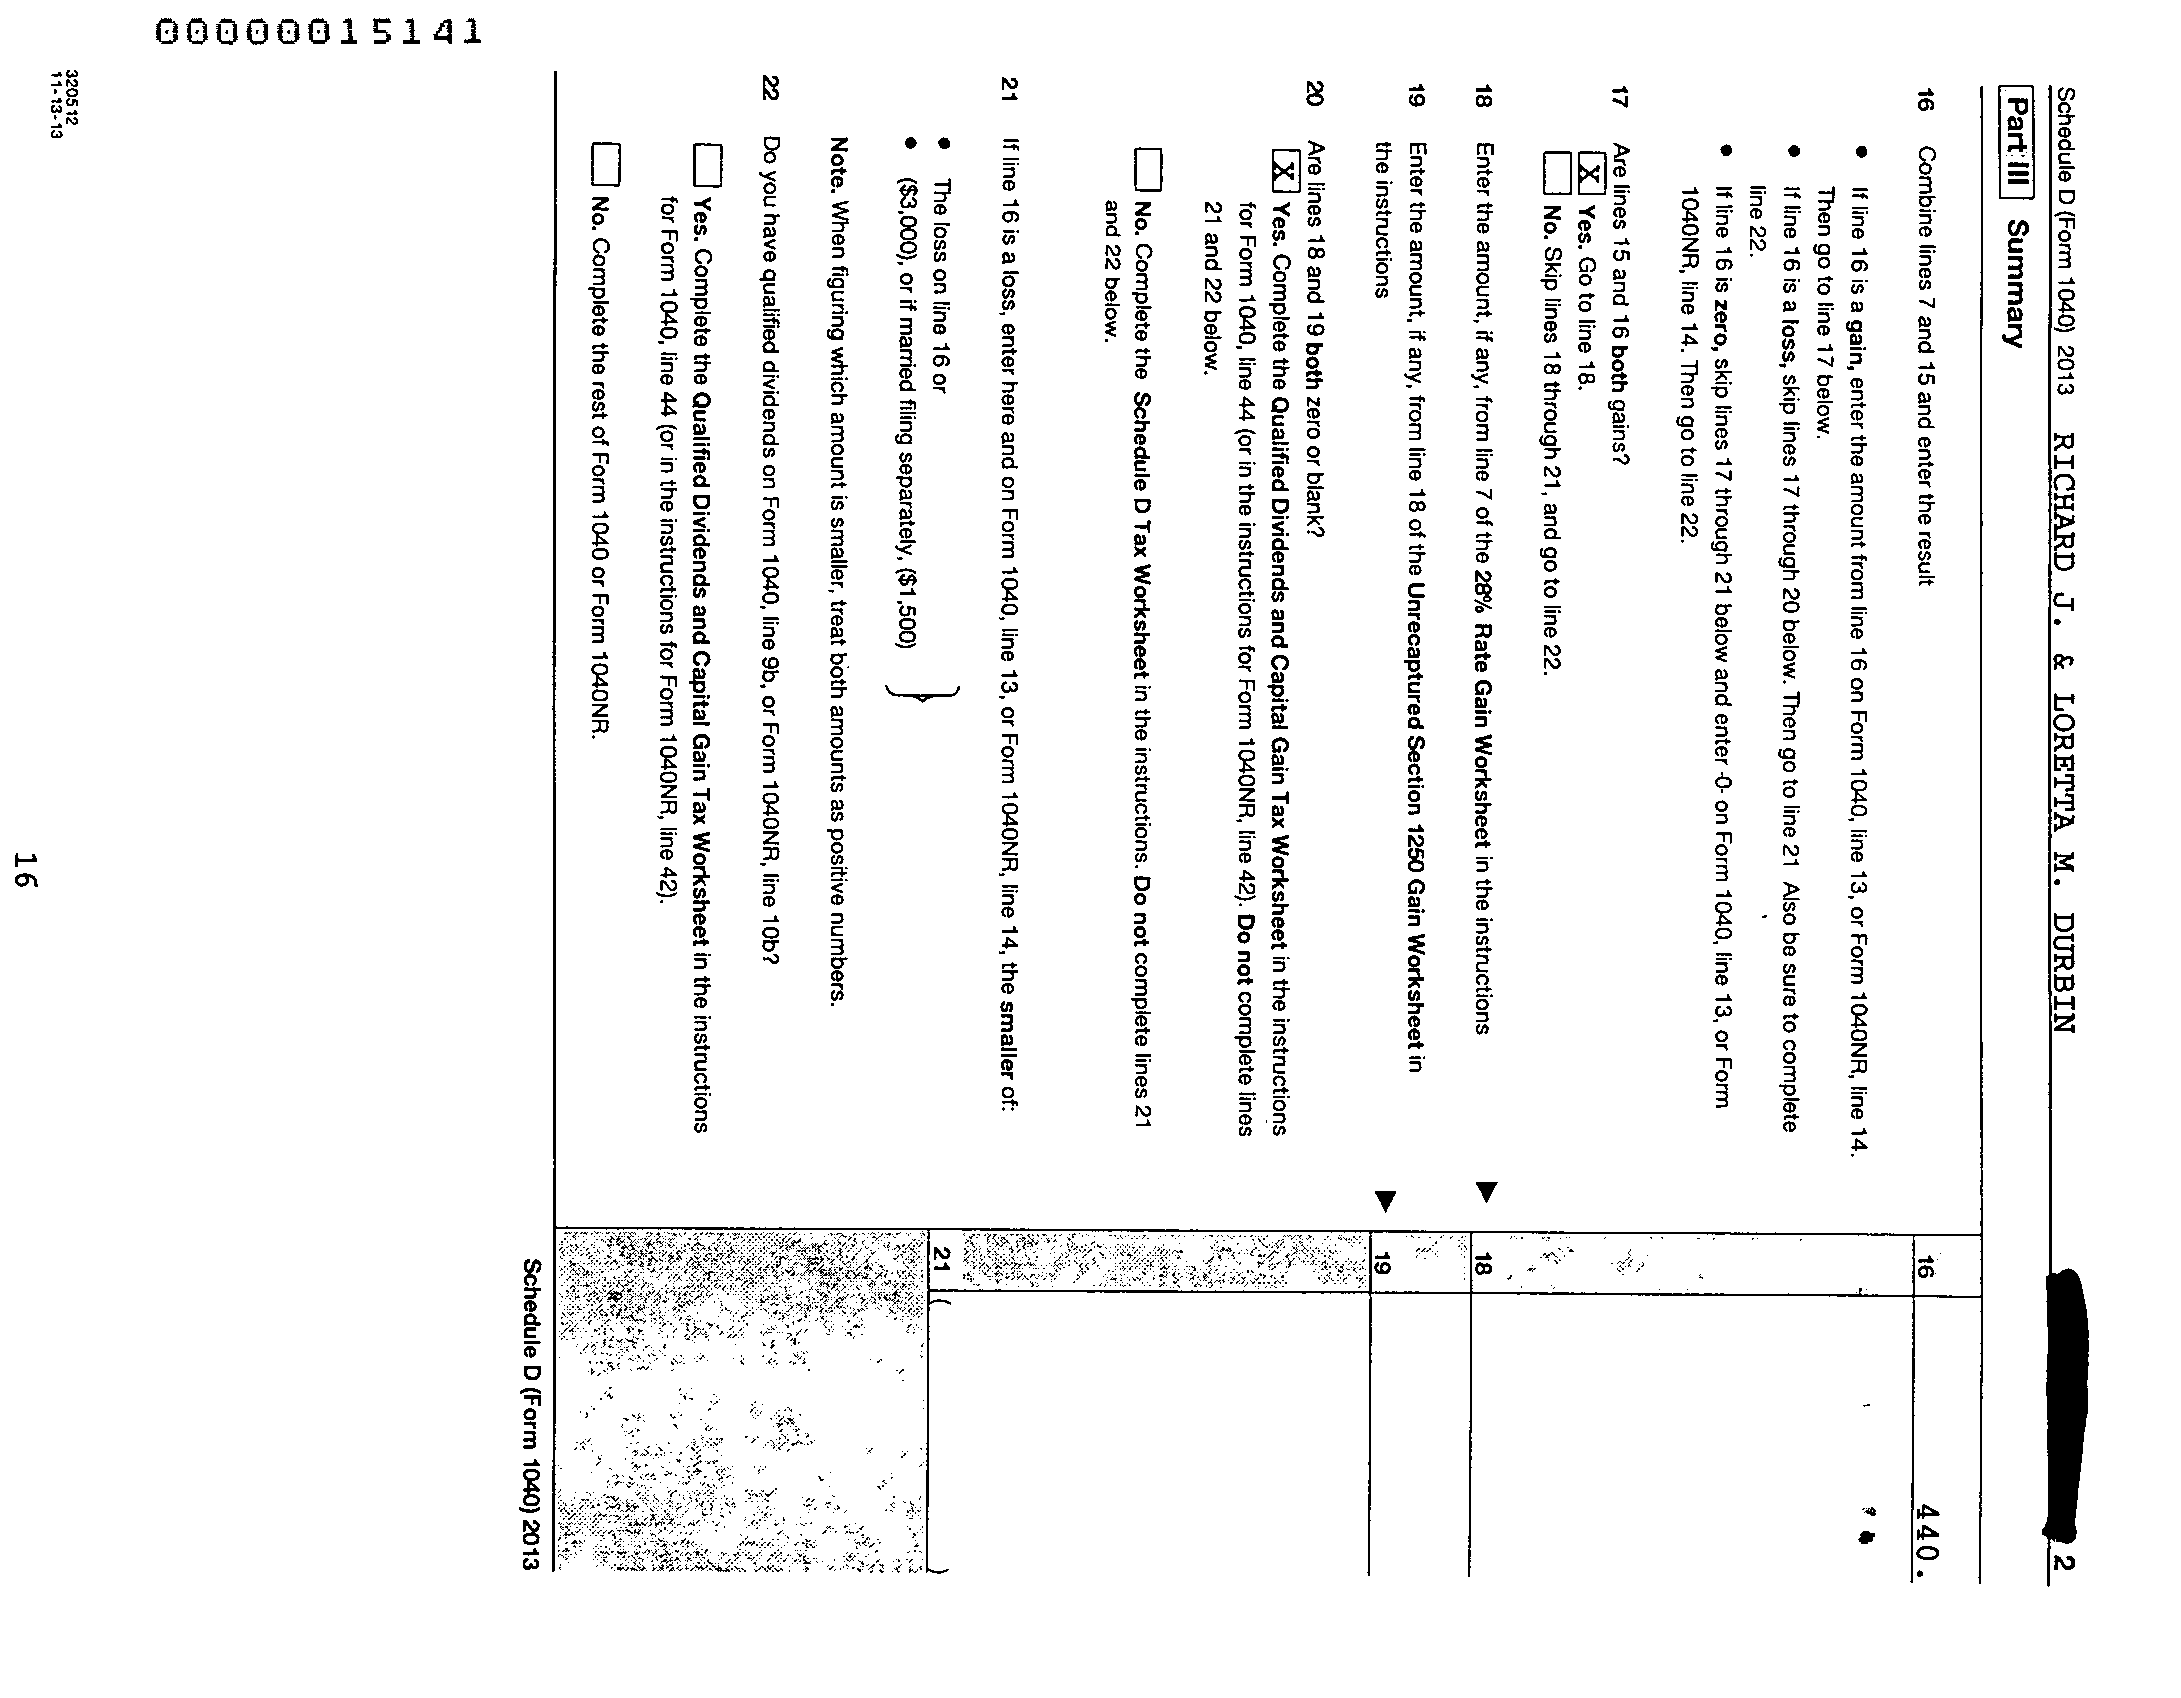 Schedule D (Form 1040) 2013 RICHARD J. & LORETTA M. DURBIN 2
Part III Summary
16 Combine lines 7 and 15 and enter the result 16 440.
• If line 16 is a gain, enter the amount from line 16 on Form 1040, line 13, or Form 1040NR, line 14.
Then go to line 17 below.
• If line 16 is a loss, skip lines 17 through 20 below. Then go to line 21 Also be sure to complete
line 22.
• If line 16 is zero, skip lines 17 through 21 below and enter -0- on Form 1040, line 13, or Form
1040NR, line 14. Then go to line 22.
17 Are lines 15 and 16 both gains?
X Yes. Go to line 18.
No. Skip lines 18 through 21, and go to line 22.
18 Enter the amount, if any, from line 7 of the 28% Rate Gain Worksheet in the instructions ▶ 18
19 Enter the amount, if any, from line 18 of the Unrecaptured Section 1250 Gain Worksheet in
the instructions ▶ 19
20 Are lines 18 and 19 both zero or blank?
X Yes. Complete the Qualified Dividends and Capital Gain Tax Worksheet in the instructions
for Form 1040, line 44 (or in the instructions for Form 1040NR, line 42). Do not complete lines
21 and 22 below.
No. Complete the Schedule D Tax Worksheet in the instructions. Do not complete lines 21
and 22 below.
21 If line 16 is a loss, enter here and on Form 1040, line 13, or Form 1040NR, line 14, the smaller of:
• The loss on line 16 or
• ($3,000), or if married filing separately, ($1,500) } 21 ( )
Note. When figuring which amount is smaller, treat both amounts as positive numbers.
22 Do you have qualified dividends on Form 1040, line 9b, or Form 1040NR, line 10b?
Yes. Complete the Qualified Dividends and Capital Gain Tax Worksheet in the instructions
for Form 1040, line 44 (or in the instructions for Form 1040NR, line 42).
No. Complete the rest of Form 1040 or Form 1040NR.
Schedule D (Form 1040) 2013
320512
11-13-13
16
00000015141